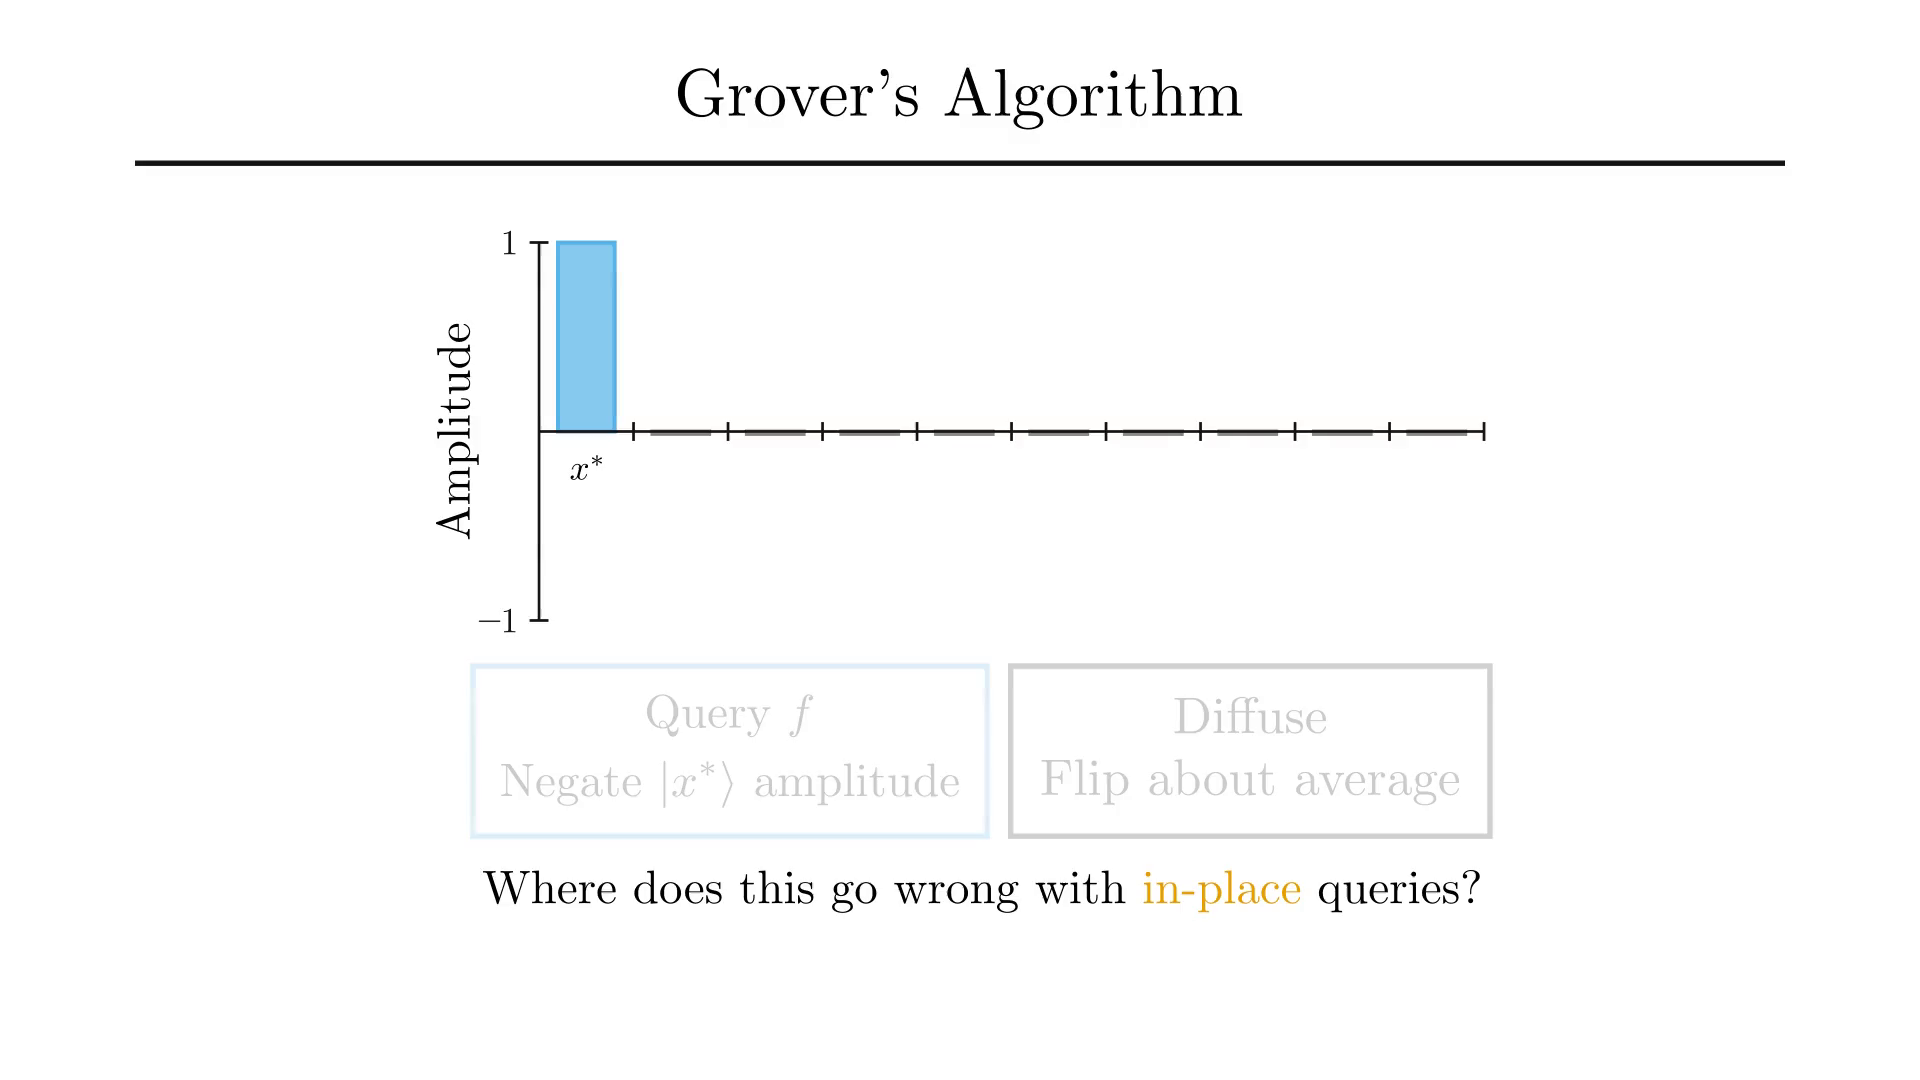 Grover's Algorithm
1
Amplitude
x*
−1
Query f
Negate |x*⟩ amplitude
Diffuse
Flip about average
Where does this go wrong with in-place queries?